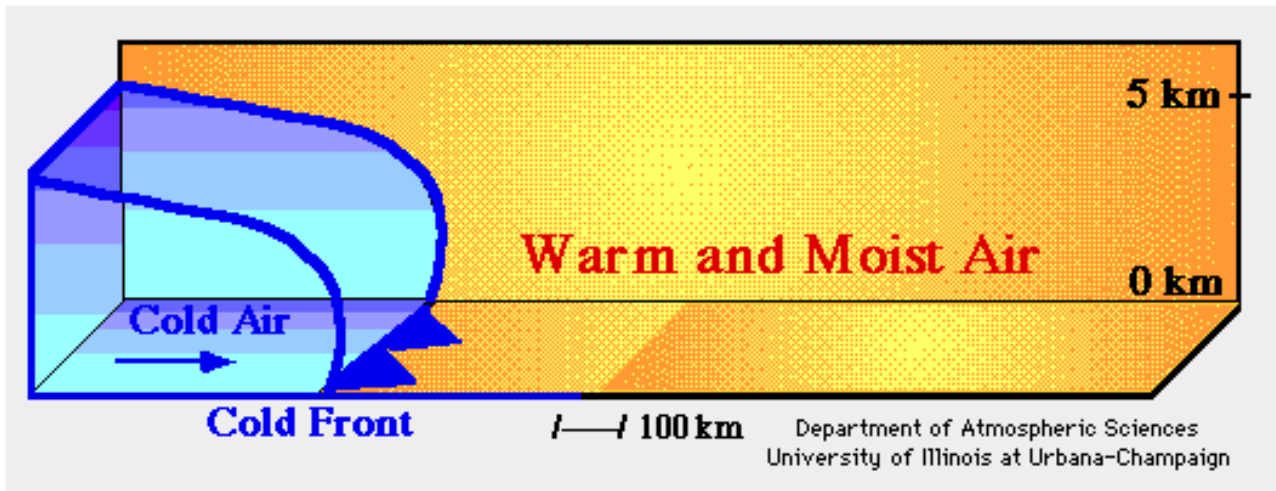 5 km
Warm and Moist Air
0 km
Cold Air
Cold Front
100 km
Department of Atmospheric Sciences
University of Illinois at Urbana-Champaign